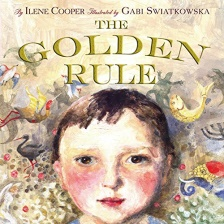 By ILENE COOPER Illustrated by GABI SWIATKOWSKA
THE
GOLDEN
RULE